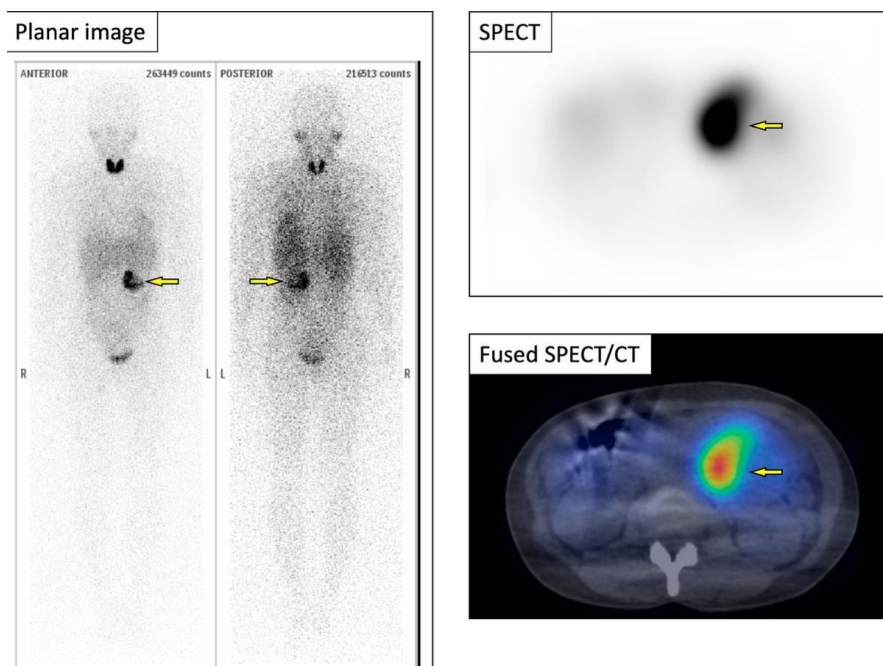 Planar image
ANTERIOR 263449 counts
POSTERIOR 216513 counts
R L
L R
SPECT
Fused SPECT/CT